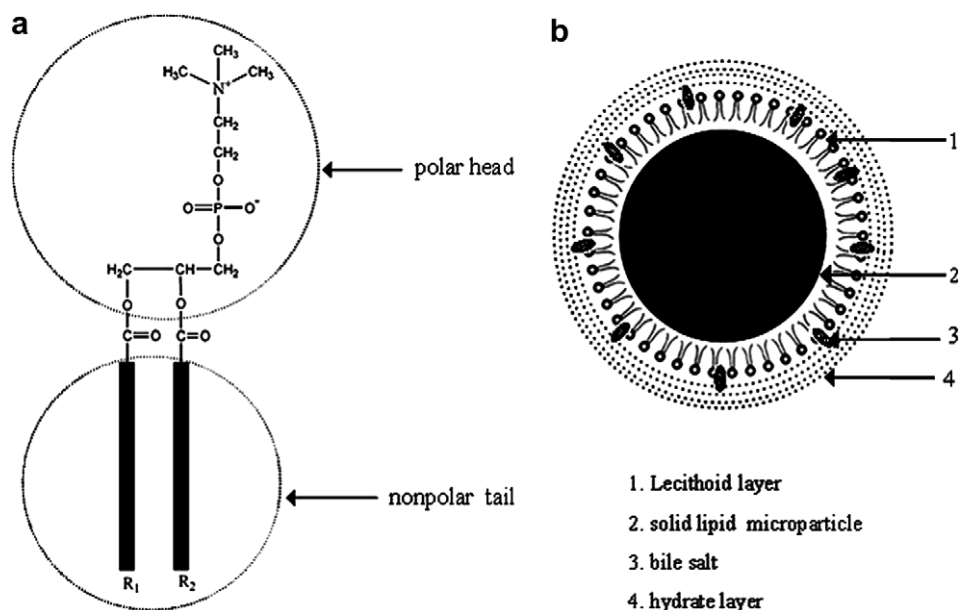 a
CH₃
H₃C
CH₃
N⁺
CH₂
CH₂
O
O=P-O⁻
O
H₂C
CH
CH₂
O
O
C=O
C=O
R₁
R₂
polar head
nonpolar tail
b
1
2
3
4
1. Lecithoid layer
2. solid lipid microparticle
3. bile salt
4. hydrate layer